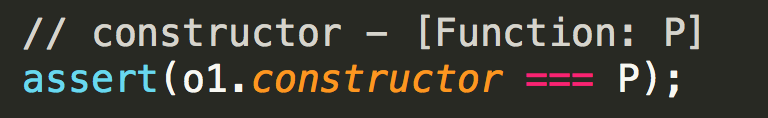 // constructor – [Function: P]
assert(o1.constructor === P);